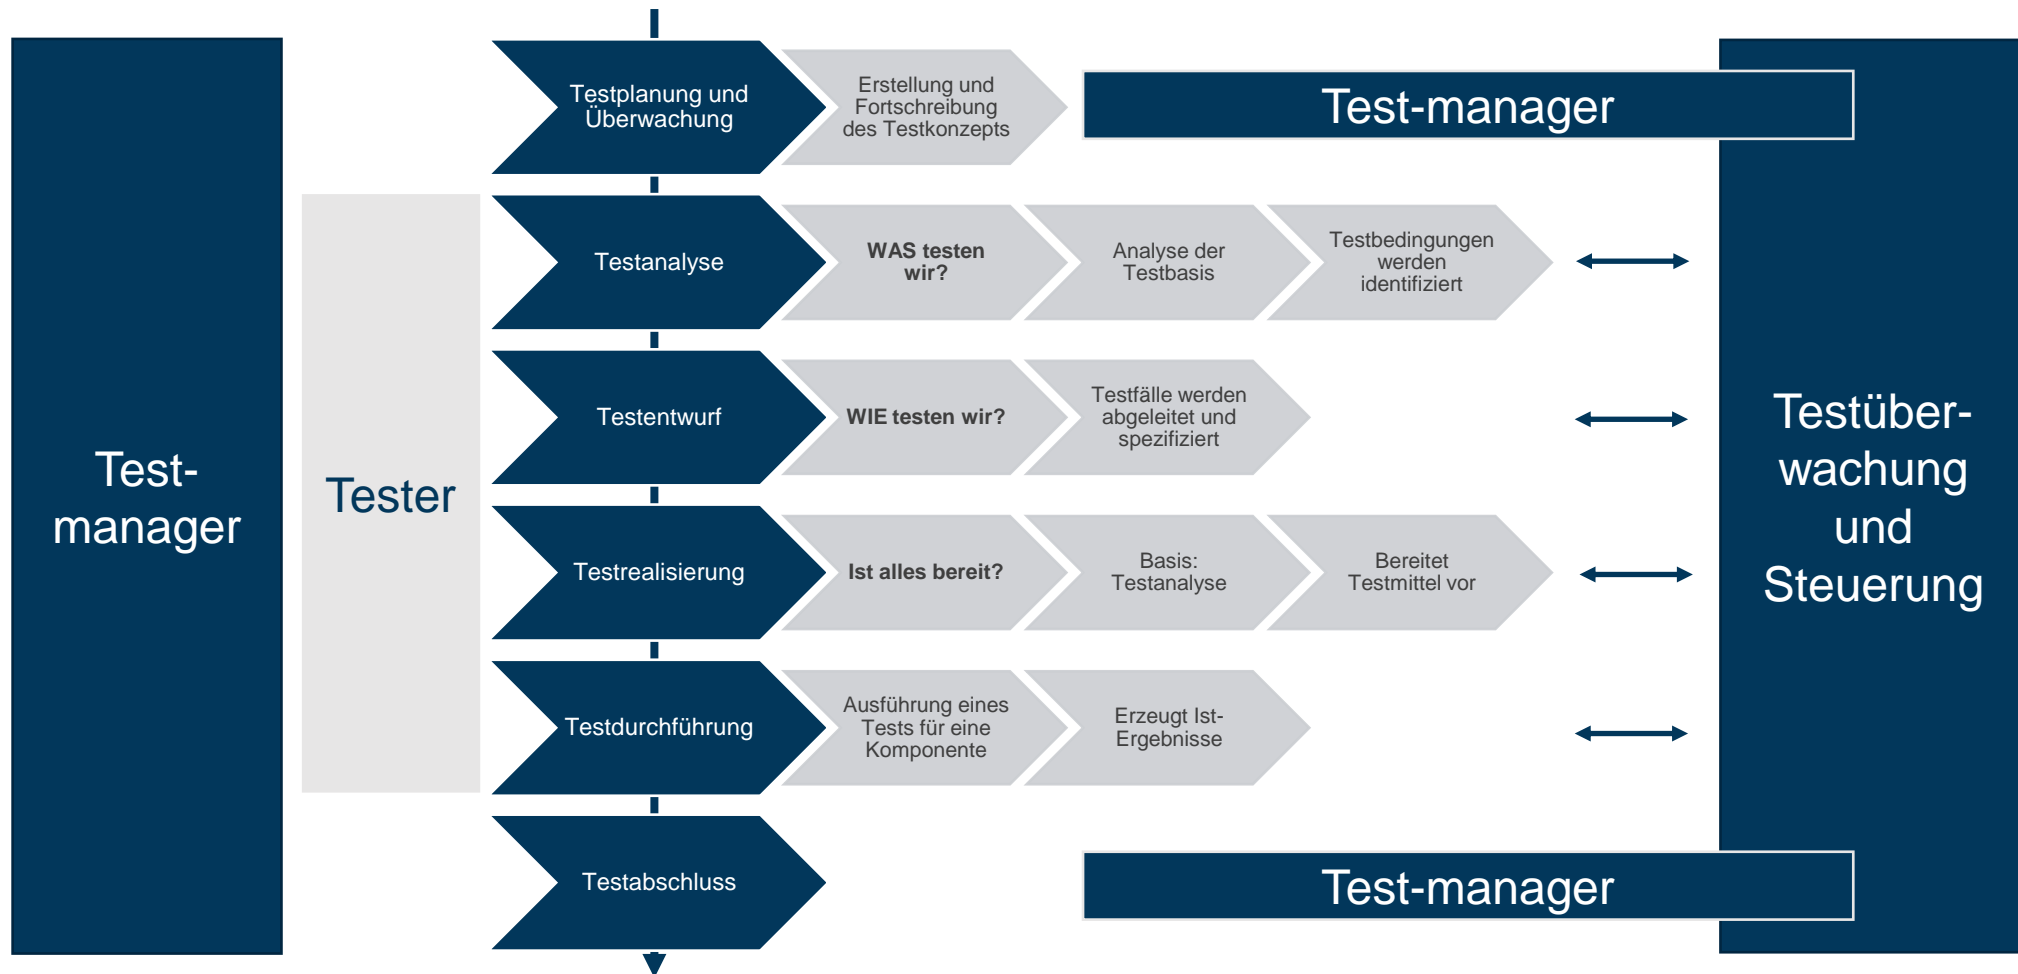 Test-
manager
Tester
Testplanung und
Überwachung
Erstellung und
Fortschreibung
des Testkonzepts
Test-manager
Testanalyse
WAS testen
wir?
Analyse der
Testbasis
Testbedingungen
werden
identifiziert
Testentwurf
WIE testen wir?
Testfälle werden
abgeleitet und
spezifiziert
Testrealisierung
Ist alles bereit?
Basis:
Testanalyse
Bereitet
Testmittel vor
Testdurchführung
Ausführung eines
Tests für eine
Komponente
Erzeugt Ist-
Ergebnisse
Testabschluss
Test-manager
Testüber-
wachung
und
Steuerung